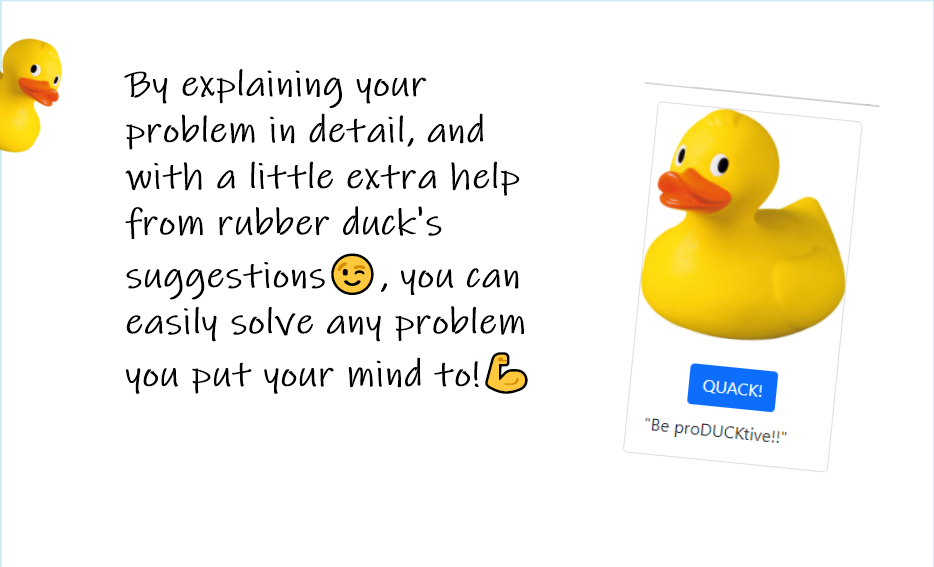 By explaining your
problem in detail, and
with a little extra help
from rubber duck's
suggestions😉, you can
easily solve any problem
you put your mind to!💪
QUACK!
"Be proDUCKtive!!"